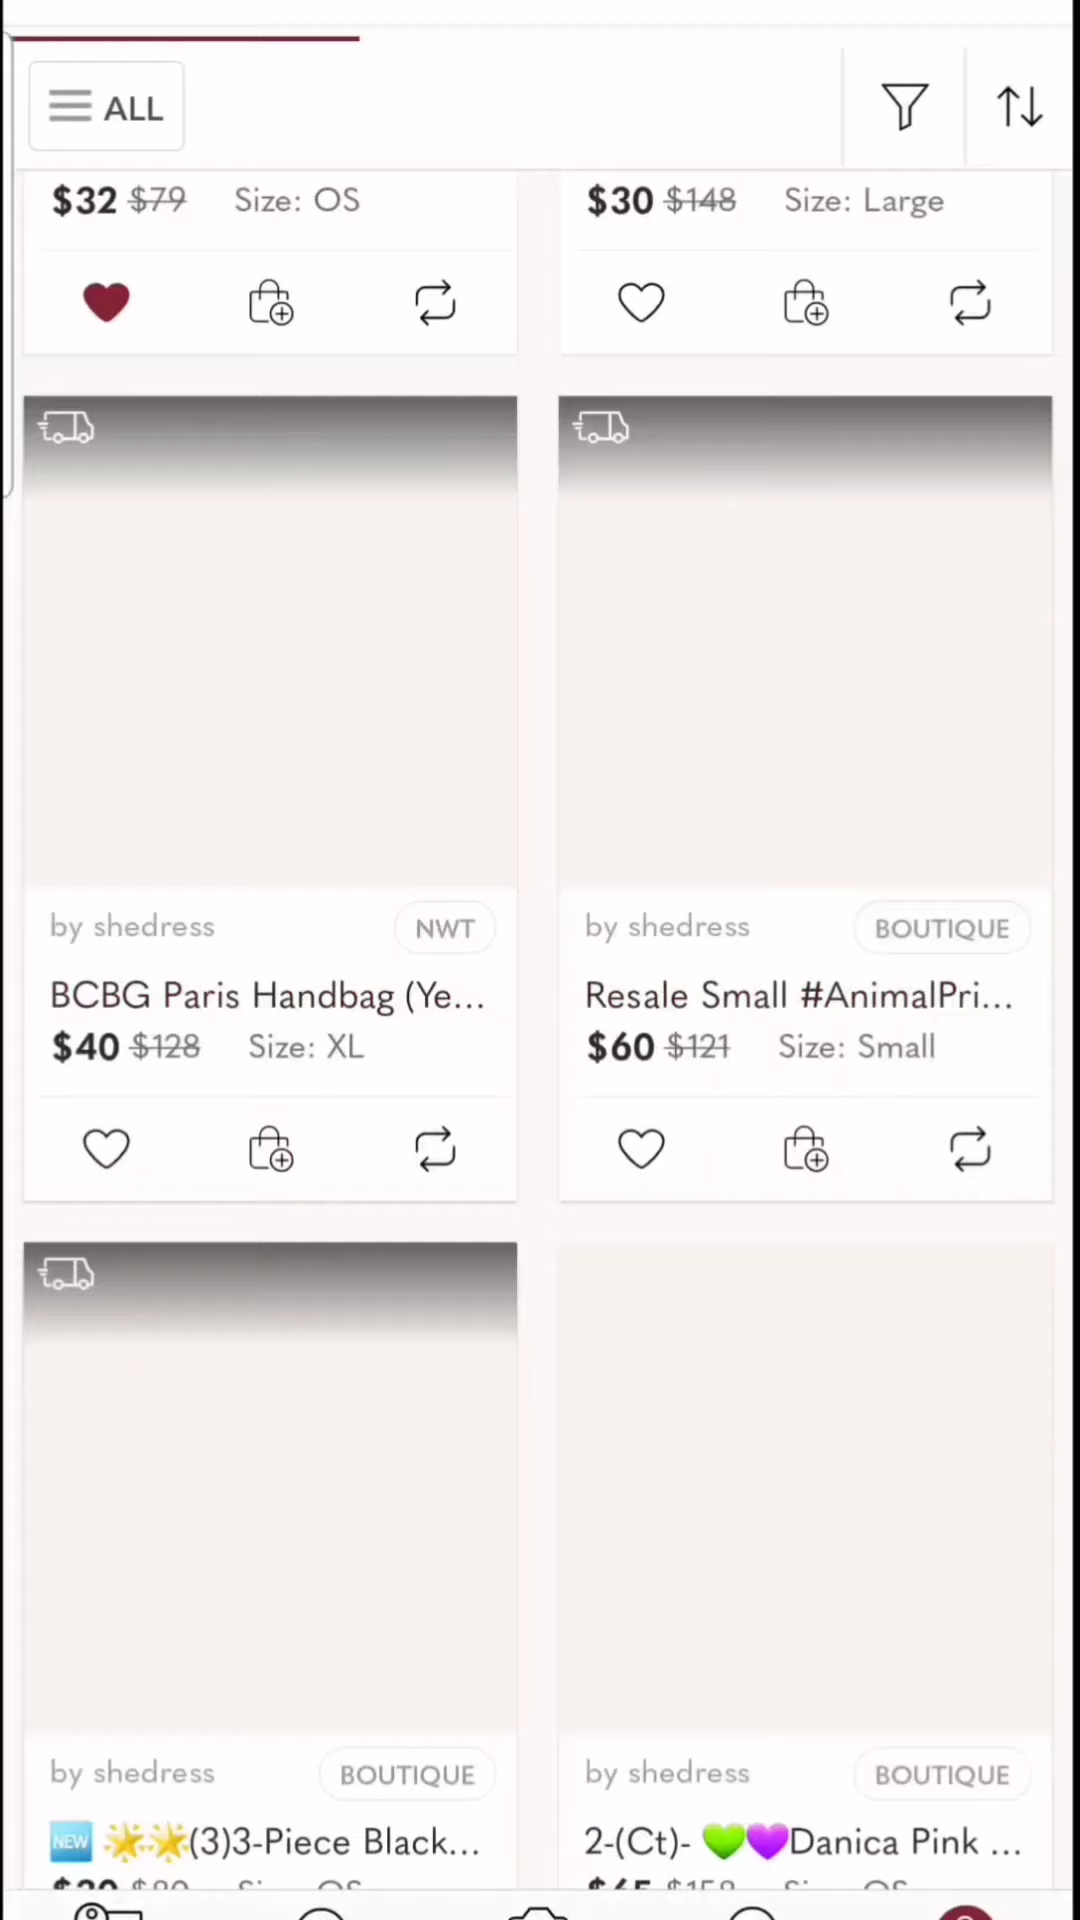 ALL
$32 $79 Size: OS
$30 $148 Size: Large
by shedress NWT
BCBG Paris Handbag (Ye...
$40 $128 Size: XL
by shedress BOUTIQUE
Resale Small #AnimalPri...
$60 $121 Size: Small
by shedress BOUTIQUE
🆕 🌟🌟(3)3-Piece Black...
by shedress BOUTIQUE
2-(Ct)- 💚💜Danica Pink ...